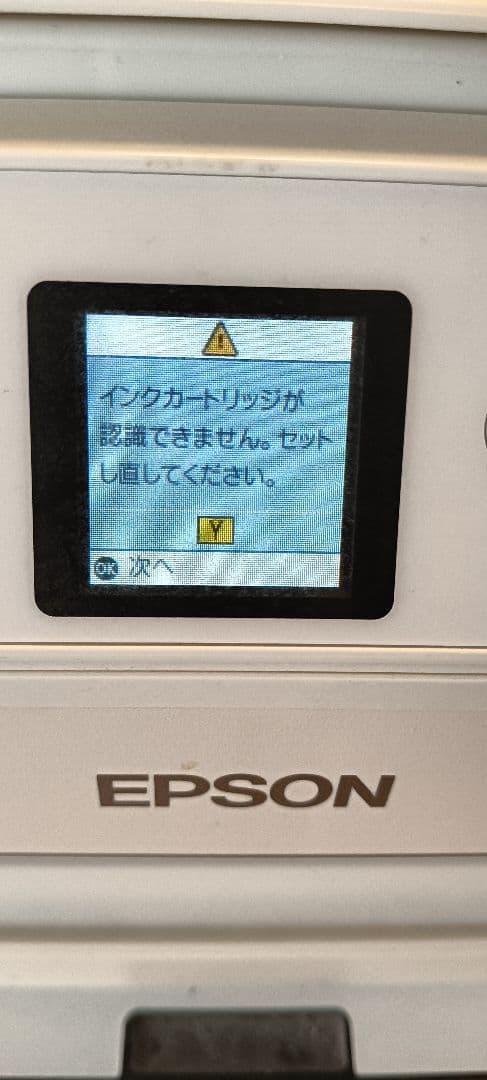 インクカートリッジが
認識できません。セット
し直してください。
Y
OK 次へ
EPSON